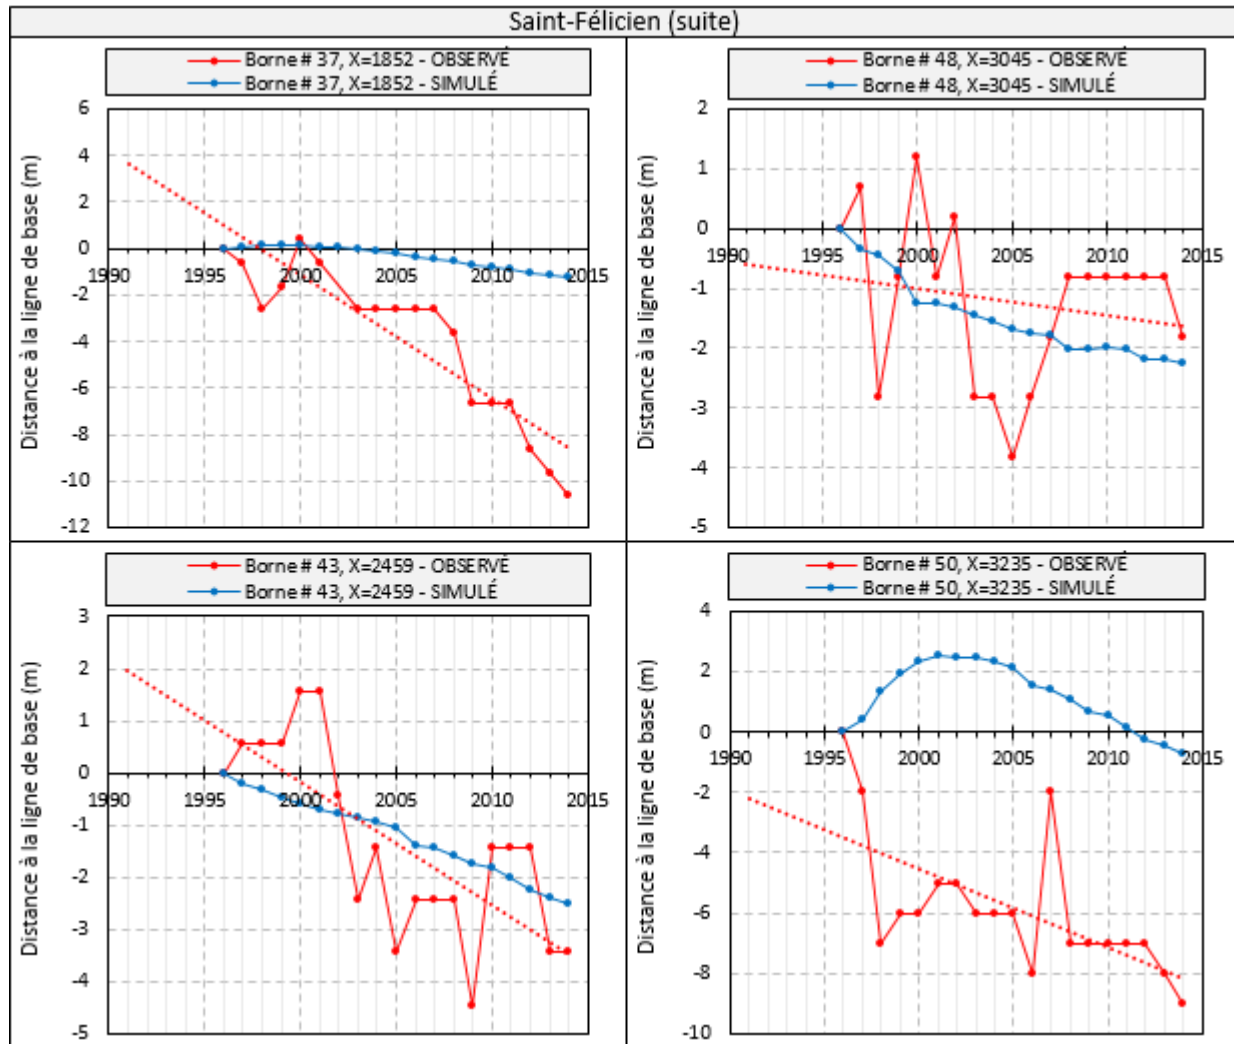 Saint-Félicien (suite)
Borne # 37, X=1852 - OBSERVÉ
Borne # 37, X=1852 - SIMULÉ
Distance à la ligne de base (m)
6
4
2
0
-2
-4
-6
-8
-10
-12
1990 1995 2000 2005 2010 2015
Borne # 48, X=3045 - OBSERVÉ
Borne # 48, X=3045 - SIMULÉ
Distance à la ligne de base (m)
2
1
0
-1
-2
-3
-4
-5
1990 1995 2000 2005 2010 2015
Borne # 43, X=2459 - OBSERVÉ
Borne # 43, X=2459 - SIMULÉ
Distance à la ligne de base (m)
3
2
1
0
-1
-2
-3
-4
-5
1990 1995 2000 2005 2010 2015
Borne # 50, X=3235 - OBSERVÉ
Borne # 50, X=3235 - SIMULÉ
Distance à la ligne de base (m)
4
2
0
-2
-4
-6
-8
-10
1990 1995 2000 2005 2010 2015